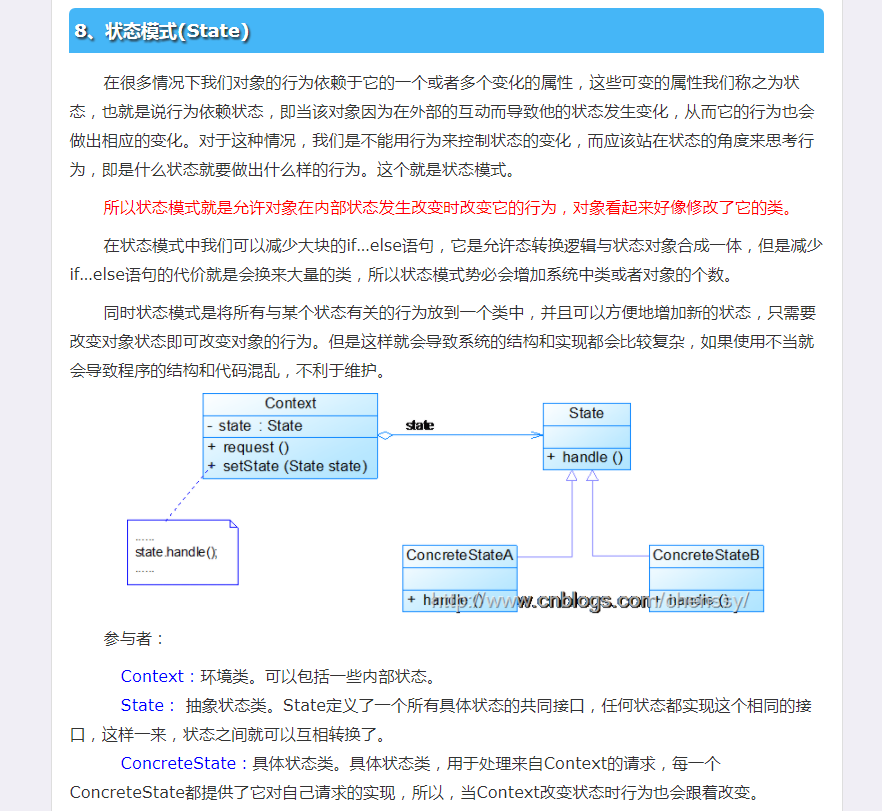 8、状态模式(State)
在很多情况下我们对象的行为依赖于它的一个或者多个变化的属性，这些可变的属性我们称之为状
态，也就是说行为依赖状态，即当该对象因为在外部的互动而导致他的状态发生变化，从而它的行为也会
做出相应的变化。对于这种情况，我们是不能用行为来控制状态的变化，而应该站在状态的角度来思考行
为，即是什么状态就要做出什么样的行为。这个就是状态模式。
所以状态模式就是允许对象在内部状态发生改变时改变它的行为，对象看起来好像修改了它的类。
在状态模式中我们可以减少大块的if…else语句，它是允许态转换逻辑与状态对象合成一体，但是减少
if…else语句的代价就是会换来大量的类，所以状态模式势必会增加系统中类或者对象的个数。
同时状态模式是将所有与某个状态有关的行为放到一个类中，并且可以方便地增加新的状态，只需要
改变对象状态即可改变对象的行为。但是这样就会导致系统的结构和实现都会比较复杂，如果使用不当就
会导致程序的结构和代码混乱，不利于维护。
Context
- state : State
+ request ()
+ setState (State state)
state
State
+ handle ()
......
state.handle();
......
ConcreteStateA
+ handle ()
ConcreteStateB
+ handle ()
http://www.cnblogs.com/chenssy/
参与者：
Context：环境类。可以包括一些内部状态。
State： 抽象状态类。State定义了一个所有具体状态的共同接口，任何状态都实现这个相同的接
口，这样一来，状态之间就可以互相转换了。
ConcreteState：具体状态类。具体状态类，用于处理来自Context的请求，每一个
ConcreteState都提供了它对自己请求的实现，所以，当Context改变状态时行为也会跟着改变。